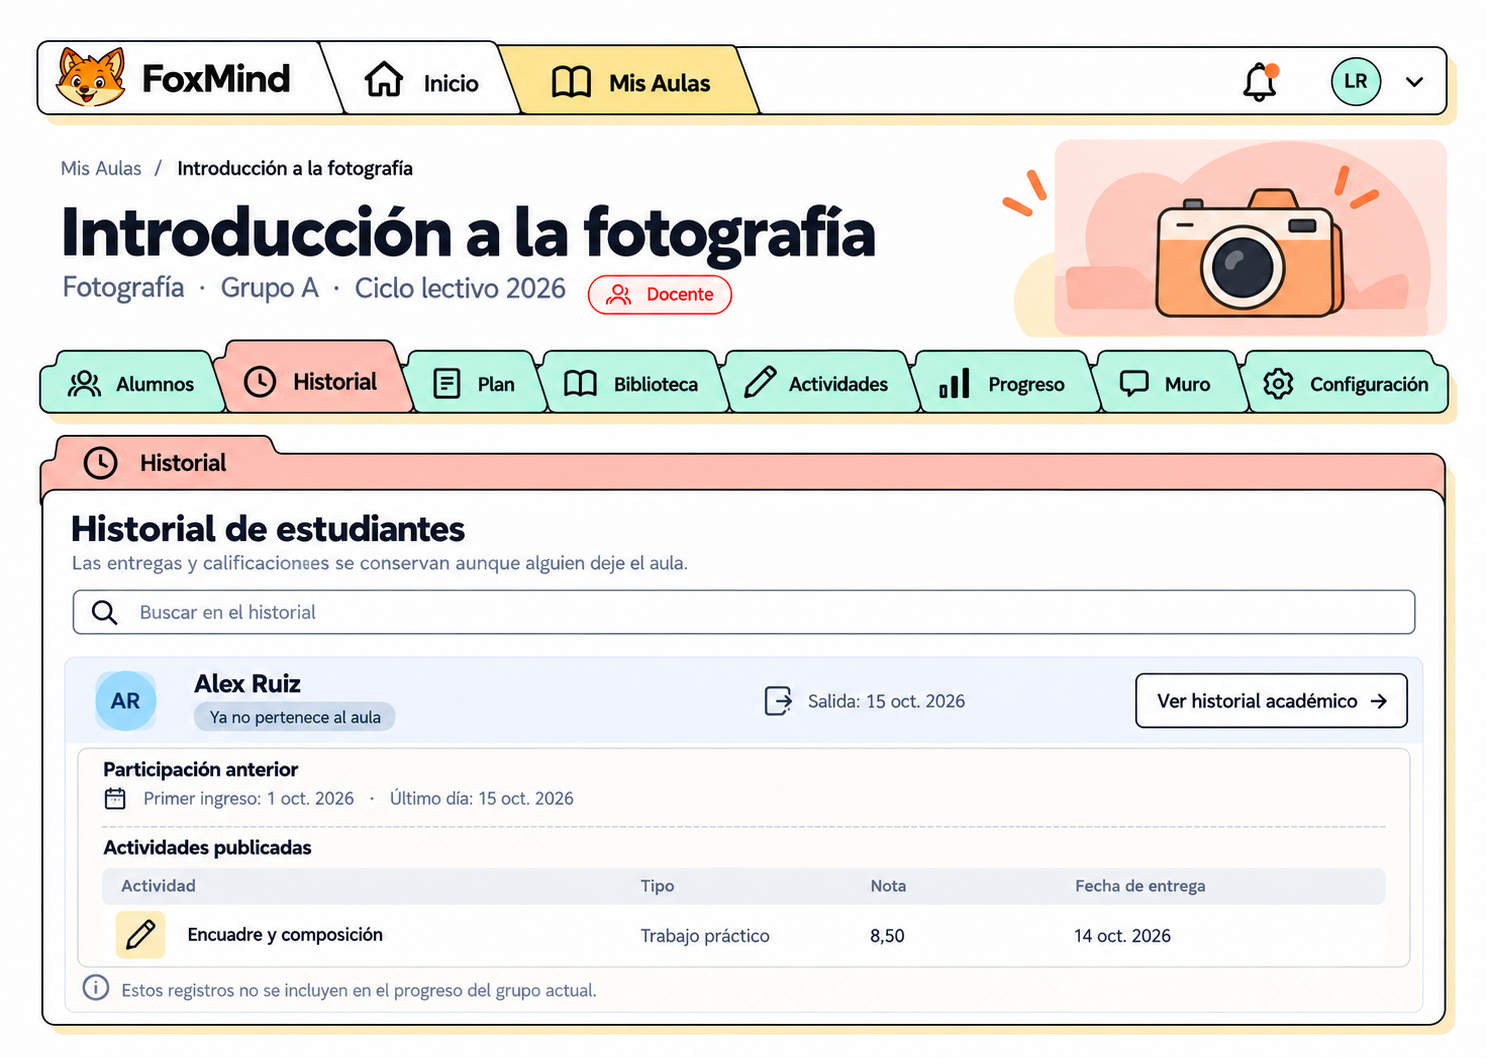 FoxMind
Inicio
Mis Aulas
LR
Mis Aulas / Introducción a la fotografía
Introducción a la fotografía
Fotografía · Grupo A · Ciclo lectivo 2026
Docente
Alumnos
Historial
Plan
Biblioteca
Actividades
Progreso
Muro
Configuración
Historial
Historial de estudiantes
Las entregas y calificacionees se conservan aunque alguien deje el aula.
Buscar en el historial
AR
Alex Ruiz
Ya no pertenece al aula
Salida: 15 oct. 2026
Ver historial académico →
Participación anterior
Primer ingreso: 1 oct. 2026 · Último día: 15 oct. 2026
Actividades publicadas
Actividad Tipo Nota Fecha de entrega
Encuadre y composición Trabajo práctico 8,50 14 oct. 2026
Estos registros no se incluyen en el progreso del grupo actual.